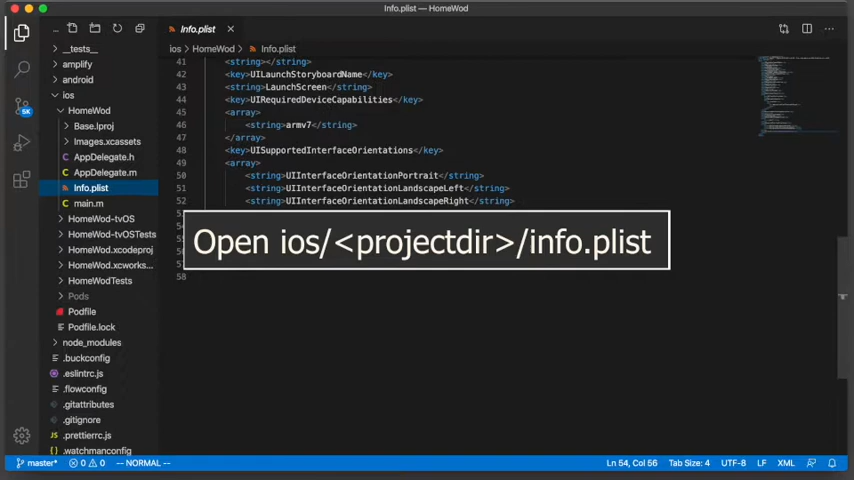 Info.plist — HomeWod
...
Info.plist
ios > HomeWod > Info.plist
__tests__
amplify
android
ios
HomeWod
Base.lproj
Images.xcassets
AppDelegate.h
AppDelegate.m
Info.plist
main.m
HomeWod-tvOS
HomeWod-tvOSTests
HomeWod.xcodeproj
HomeWod.xcworks...
HomeWodTests
Pods
Podfile
Podfile.lock
node_modules
.buckconfig
.eslintrc.js
.flowconfig
.gitattributes
.gitignore
.prettierrc.js
.watchmanconfig
5K
41 <string></string>
42 <key>UILaunchStoryboardName</key>
43 <string>LaunchScreen</string>
44 <key>UIRequiredDeviceCapabilities</key>
45 <array>
46 <string>armv7</string>
47 </array>
48 <key>UISupportedInterfaceOrientations</key>
49 <array>
50 <string>UIInterfaceOrientationPortrait</string>
51 <string>UIInterfaceOrientationLandscapeLeft</string>
52 <string>UIInterfaceOrientationLandscapeRight</string>
Open ios/<projectdir>/info.plist
58
master* 0 0 -- NORMAL --
Ln 54, Col 56 Tab Size: 4 UTF-8 LF XML